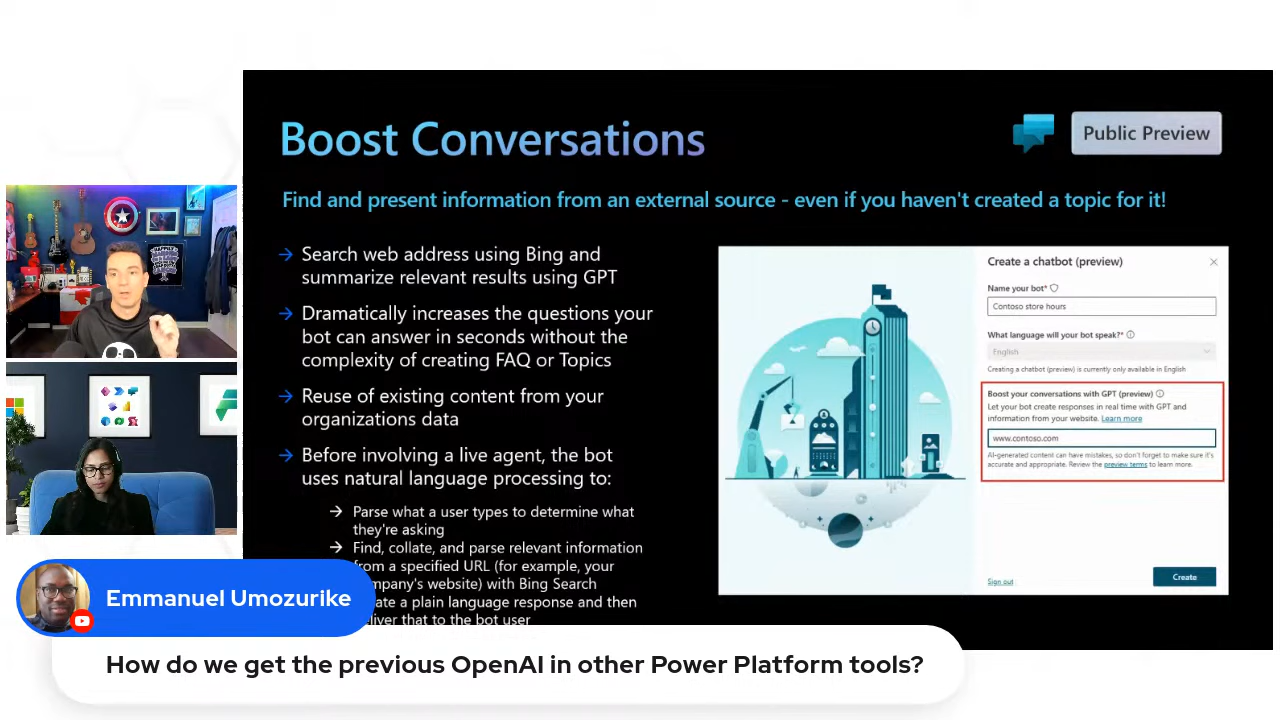 Boost Conversations
Public Preview
Find and present information from an external source - even if you haven't created a topic for it!
Search web address using Bing and
summarize relevant results using GPT
Dramatically increases the questions your
bot can answer in seconds without the
complexity of creating FAQ or Topics
Reuse of existing content from your
organizations data
Before involving a live agent, the bot
uses natural language processing to:
Parse what a user types to determine what
they're asking
Find, collate, and parse relevant information
from a specified URL (for example, your
mpany's website) with Bing Search
ate a plain language response and then
liver that to the bot user
Create a chatbot (preview)
Name your bot*
Contoso store hours
What language will your bot speak?*
English
Creating a chatbot (preview) is currently only available in English
Boost your conversations with GPT (preview)
Let your bot create responses in real time with GPT and
information from your website. Learn more
www.contoso.com
AI-generated content can have mistakes, so don't forget to make sure it's
accurate and appropriate. Review the preview terms to learn more.
Sign out
Create
Emmanuel Umozurike
How do we get the previous OpenAI in other Power Platform tools?